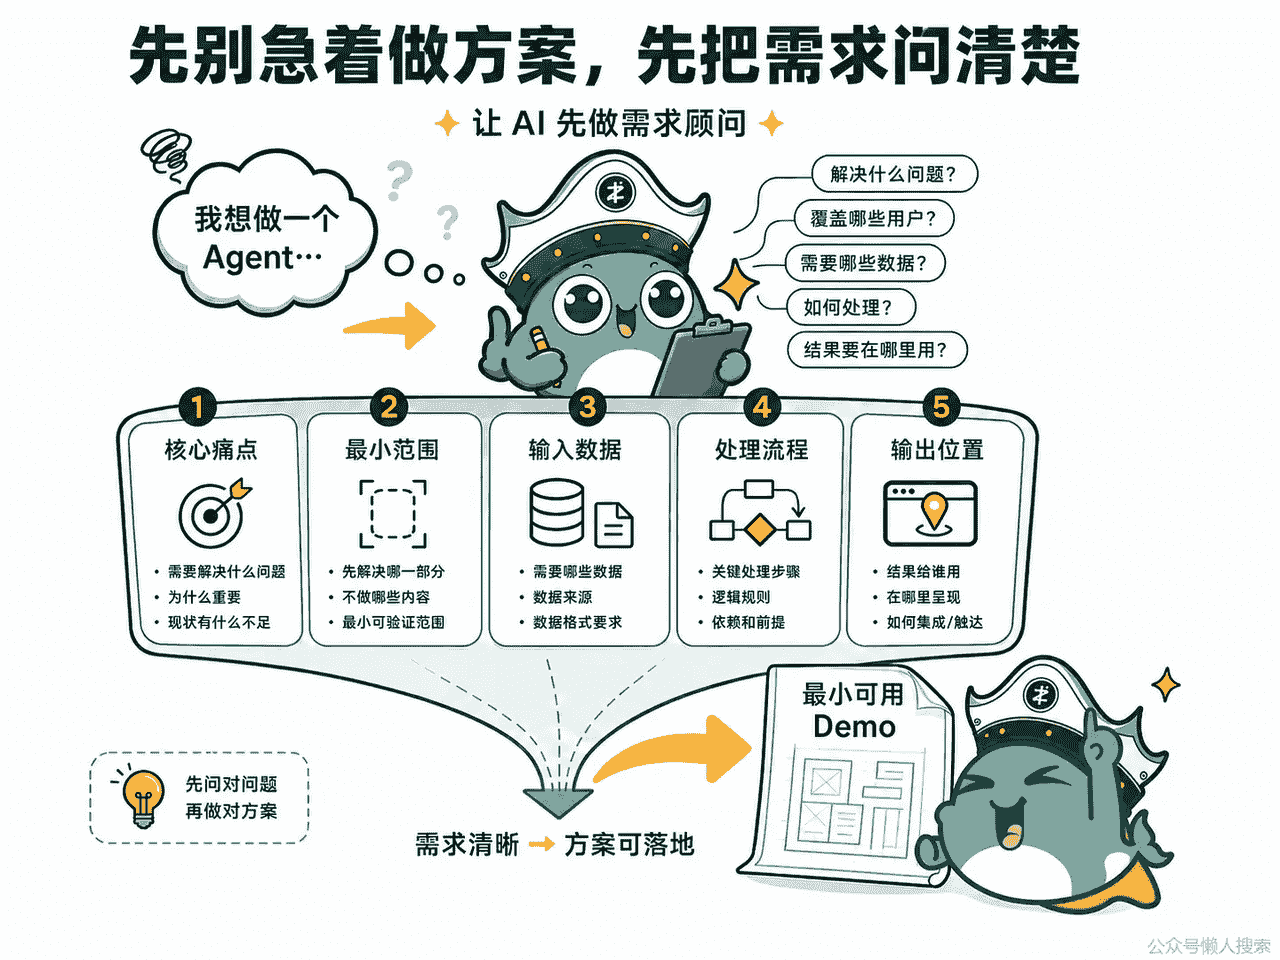 先别急着做方案，先把需求问清楚
让 AI 先做需求顾问
我想做一个
Agent…
?
?
解决什么问题？
覆盖哪些用户？
需要哪些数据？
如何处理？
结果要在哪里用？
1
核心痛点
• 需要解决什么问题
• 为什么重要
• 现状有什么不足
2
最小范围
• 先解决哪一部分
• 不做哪些内容
• 最小可验证范围
3
输入数据
• 需要哪些数据
• 数据来源
• 数据格式要求
4
处理流程
• 关键处理步骤
• 逻辑规则
• 依赖和前提
5
输出位置
• 结果给谁用
• 在哪里呈现
• 如何集成/触达
先问对问题
再做对方案
需求清晰 → 方案可落地
最小可用
Demo
公众号懒人搜索